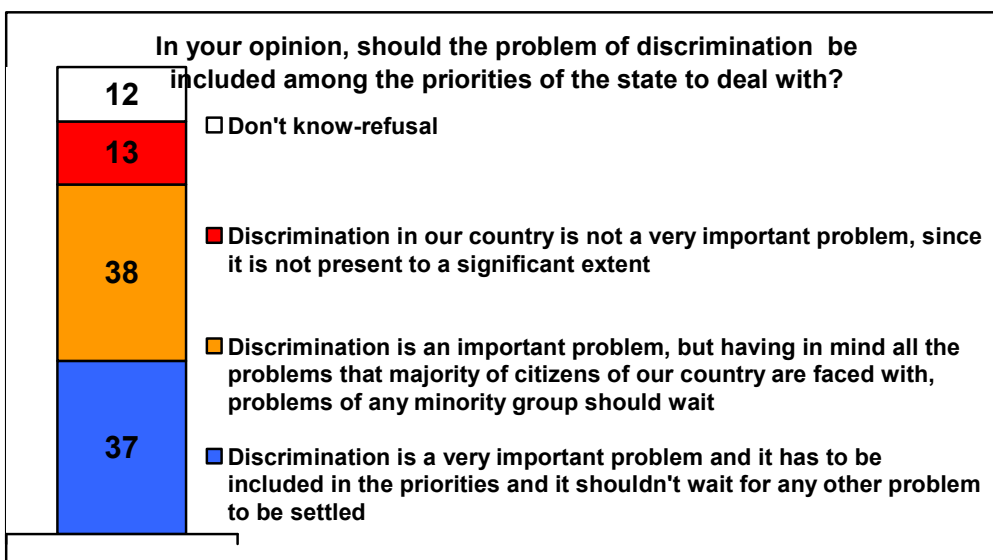 In your opinion, should the problem of discrimination be
included among the priorities of the state to deal with?
12
Don't know-refusal
13
Discrimination in our country is not a very important problem, since
it is not present to a significant extent
38
Discrimination is an important problem, but having in mind all the
problems that majority of citizens of our country are faced with,
problems of any minority group should wait
37
Discrimination is a very important problem and it has to be
included in the priorities and it shouldn't wait for any other problem
to be settled